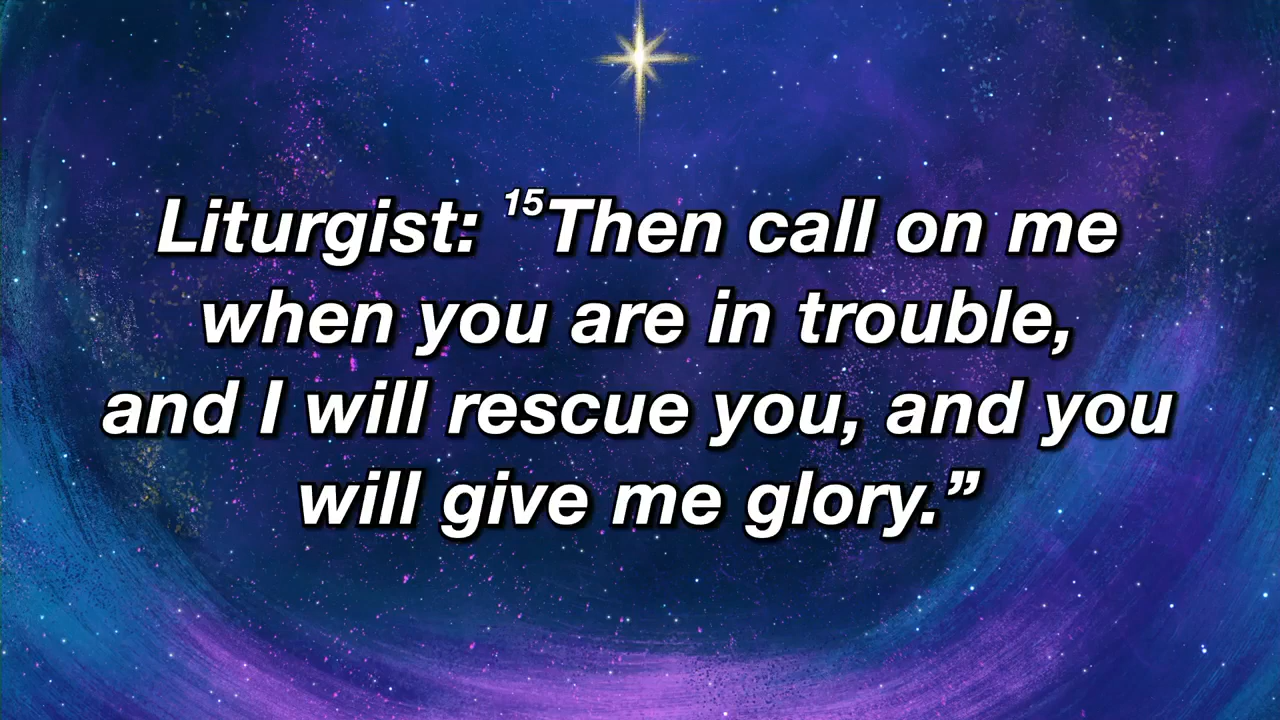 Liturgist: ¹⁵Then call on me
when you are in trouble,
and I will rescue you, and you
will give me glory.”